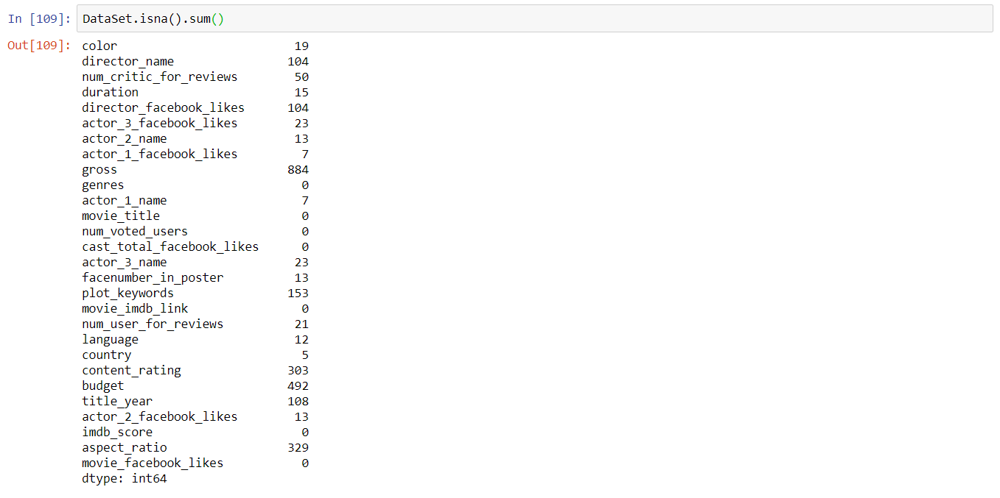 In [109]: DataSet.isna().sum()
Out[109]: color 19
director_name 104
num_critic_for_reviews 50
duration 15
director_facebook_likes 104
actor_3_facebook_likes 23
actor_2_name 13
actor_1_facebook_likes 7
gross 884
genres 0
actor_1_name 7
movie_title 0
num_voted_users 0
cast_total_facebook_likes 0
actor_3_name 23
facenumber_in_poster 13
plot_keywords 153
movie_imdb_link 0
num_user_for_reviews 21
language 12
country 5
content_rating 303
budget 492
title_year 108
actor_2_facebook_likes 13
imdb_score 0
aspect_ratio 329
movie_facebook_likes 0
dtype: int64